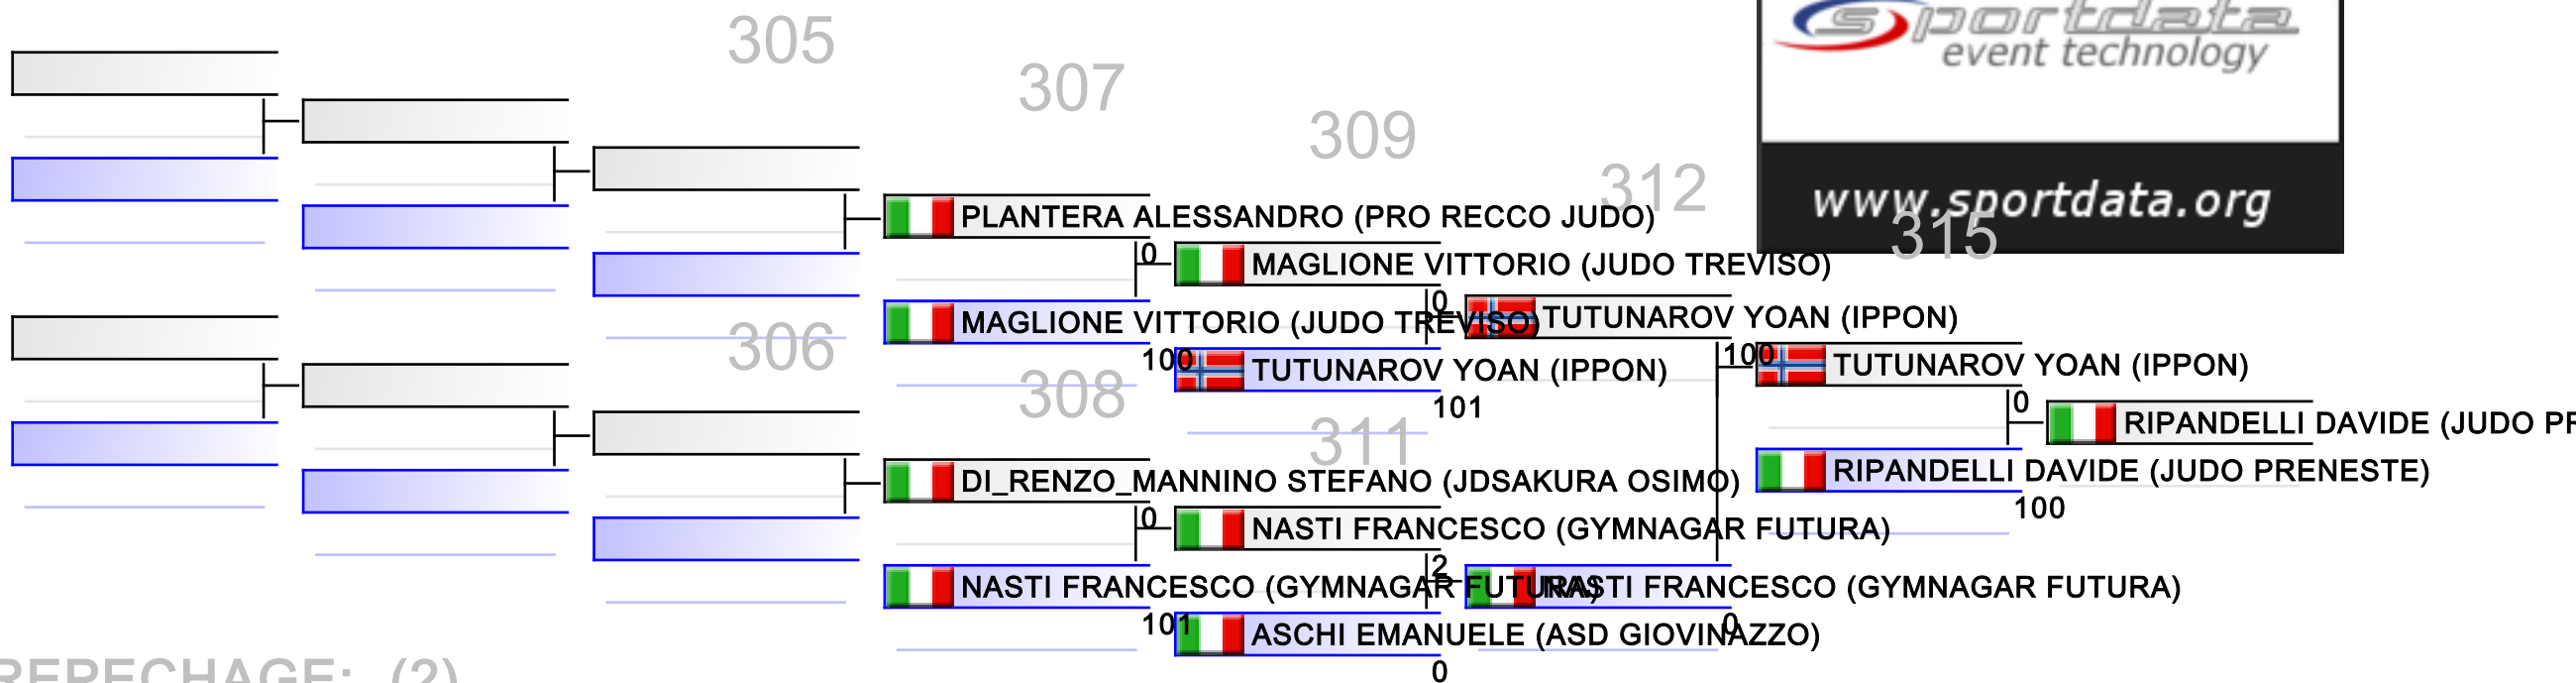 305
sportdata
event technology
307
309
312
www.sportdata.org
315
PLANTERA ALESSANDRO (PRO RECCO JUDO)
0
MAGLIONE VITTORIO (JUDO TREVISO)
0
MAGLIONE VITTORIO (JUDO TREVISO)
TUTUNAROV YOAN (IPPON)
306
100
TUTUNAROV YOAN (IPPON)
100
TUTUNAROV YOAN (IPPON)
308
101
0
RIPANDELLI DAVIDE (JUDO PR
311
RIPANDELLI DAVIDE (JUDO PRENESTE)
DI_RENZO_MANNINO STEFANO (JDSAKURA OSIMO)
100
0
NASTI FRANCESCO (GYMNAGAR FUTURA)
2
NASTI FRANCESCO (GYMNAGAR FUTURA)
NASTI FRANCESCO (GYMNAGAR FUTURA)
101
0
ASCHI EMANUELE (ASD GIOVINAZZO)
0
REPECHAGE: (2)